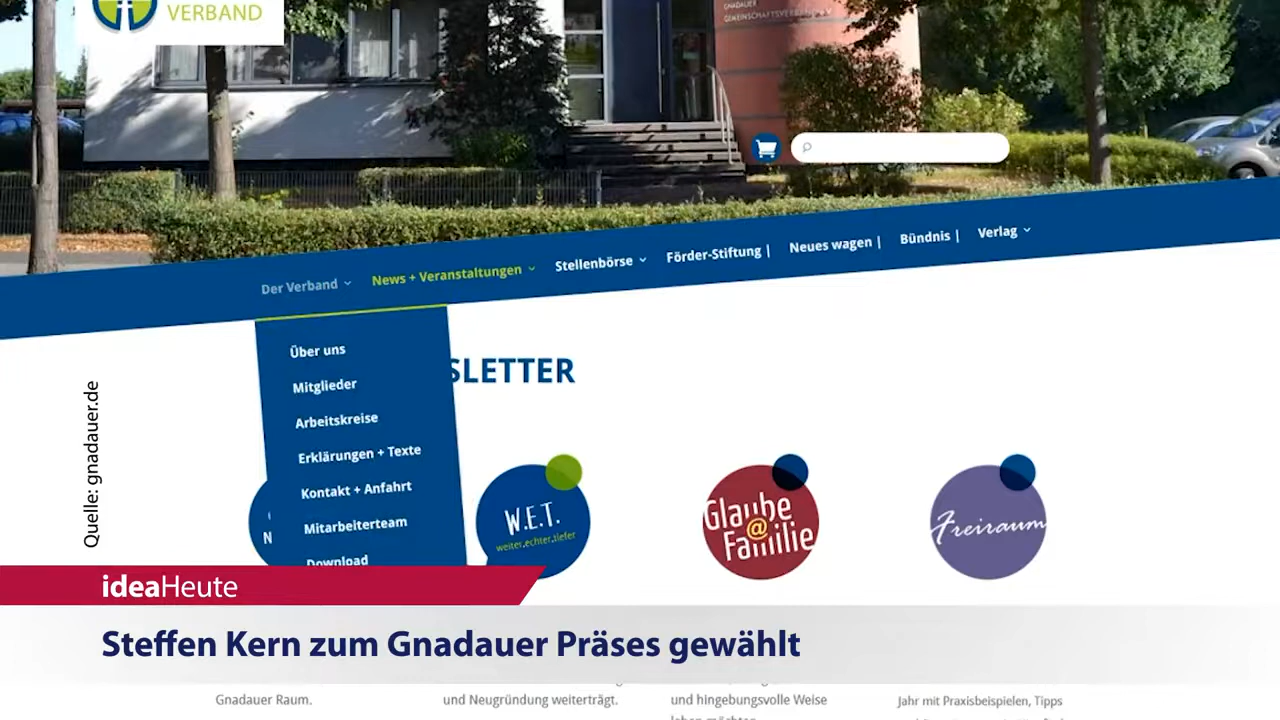 VERBAND
GNADAUER
GEMEINSCHAFTSVERBAND e.V.
Der Verband
News + Veranstaltungen
Stellenbörse
Förder-Stiftung |
Neues wagen |
Bündnis |
Verlag
Über uns
Mitglieder
Arbeitskreise
Erklärungen + Texte
Kontakt + Anfahrt
Mitarbeiterteam
Download
SLETTER
Quelle: gnadauer.de
N
W.E.T.
weiter.echter.tiefer
Glaube
@
Familie
Freiraum
ideaHeute
Steffen Kern zum Gnadauer Präses gewählt
Gnadauer Raum.
und Neugründung weiterträgt.
und hingebungsvolle Weise
Jahr mit Praxisbeispielen, Tipps